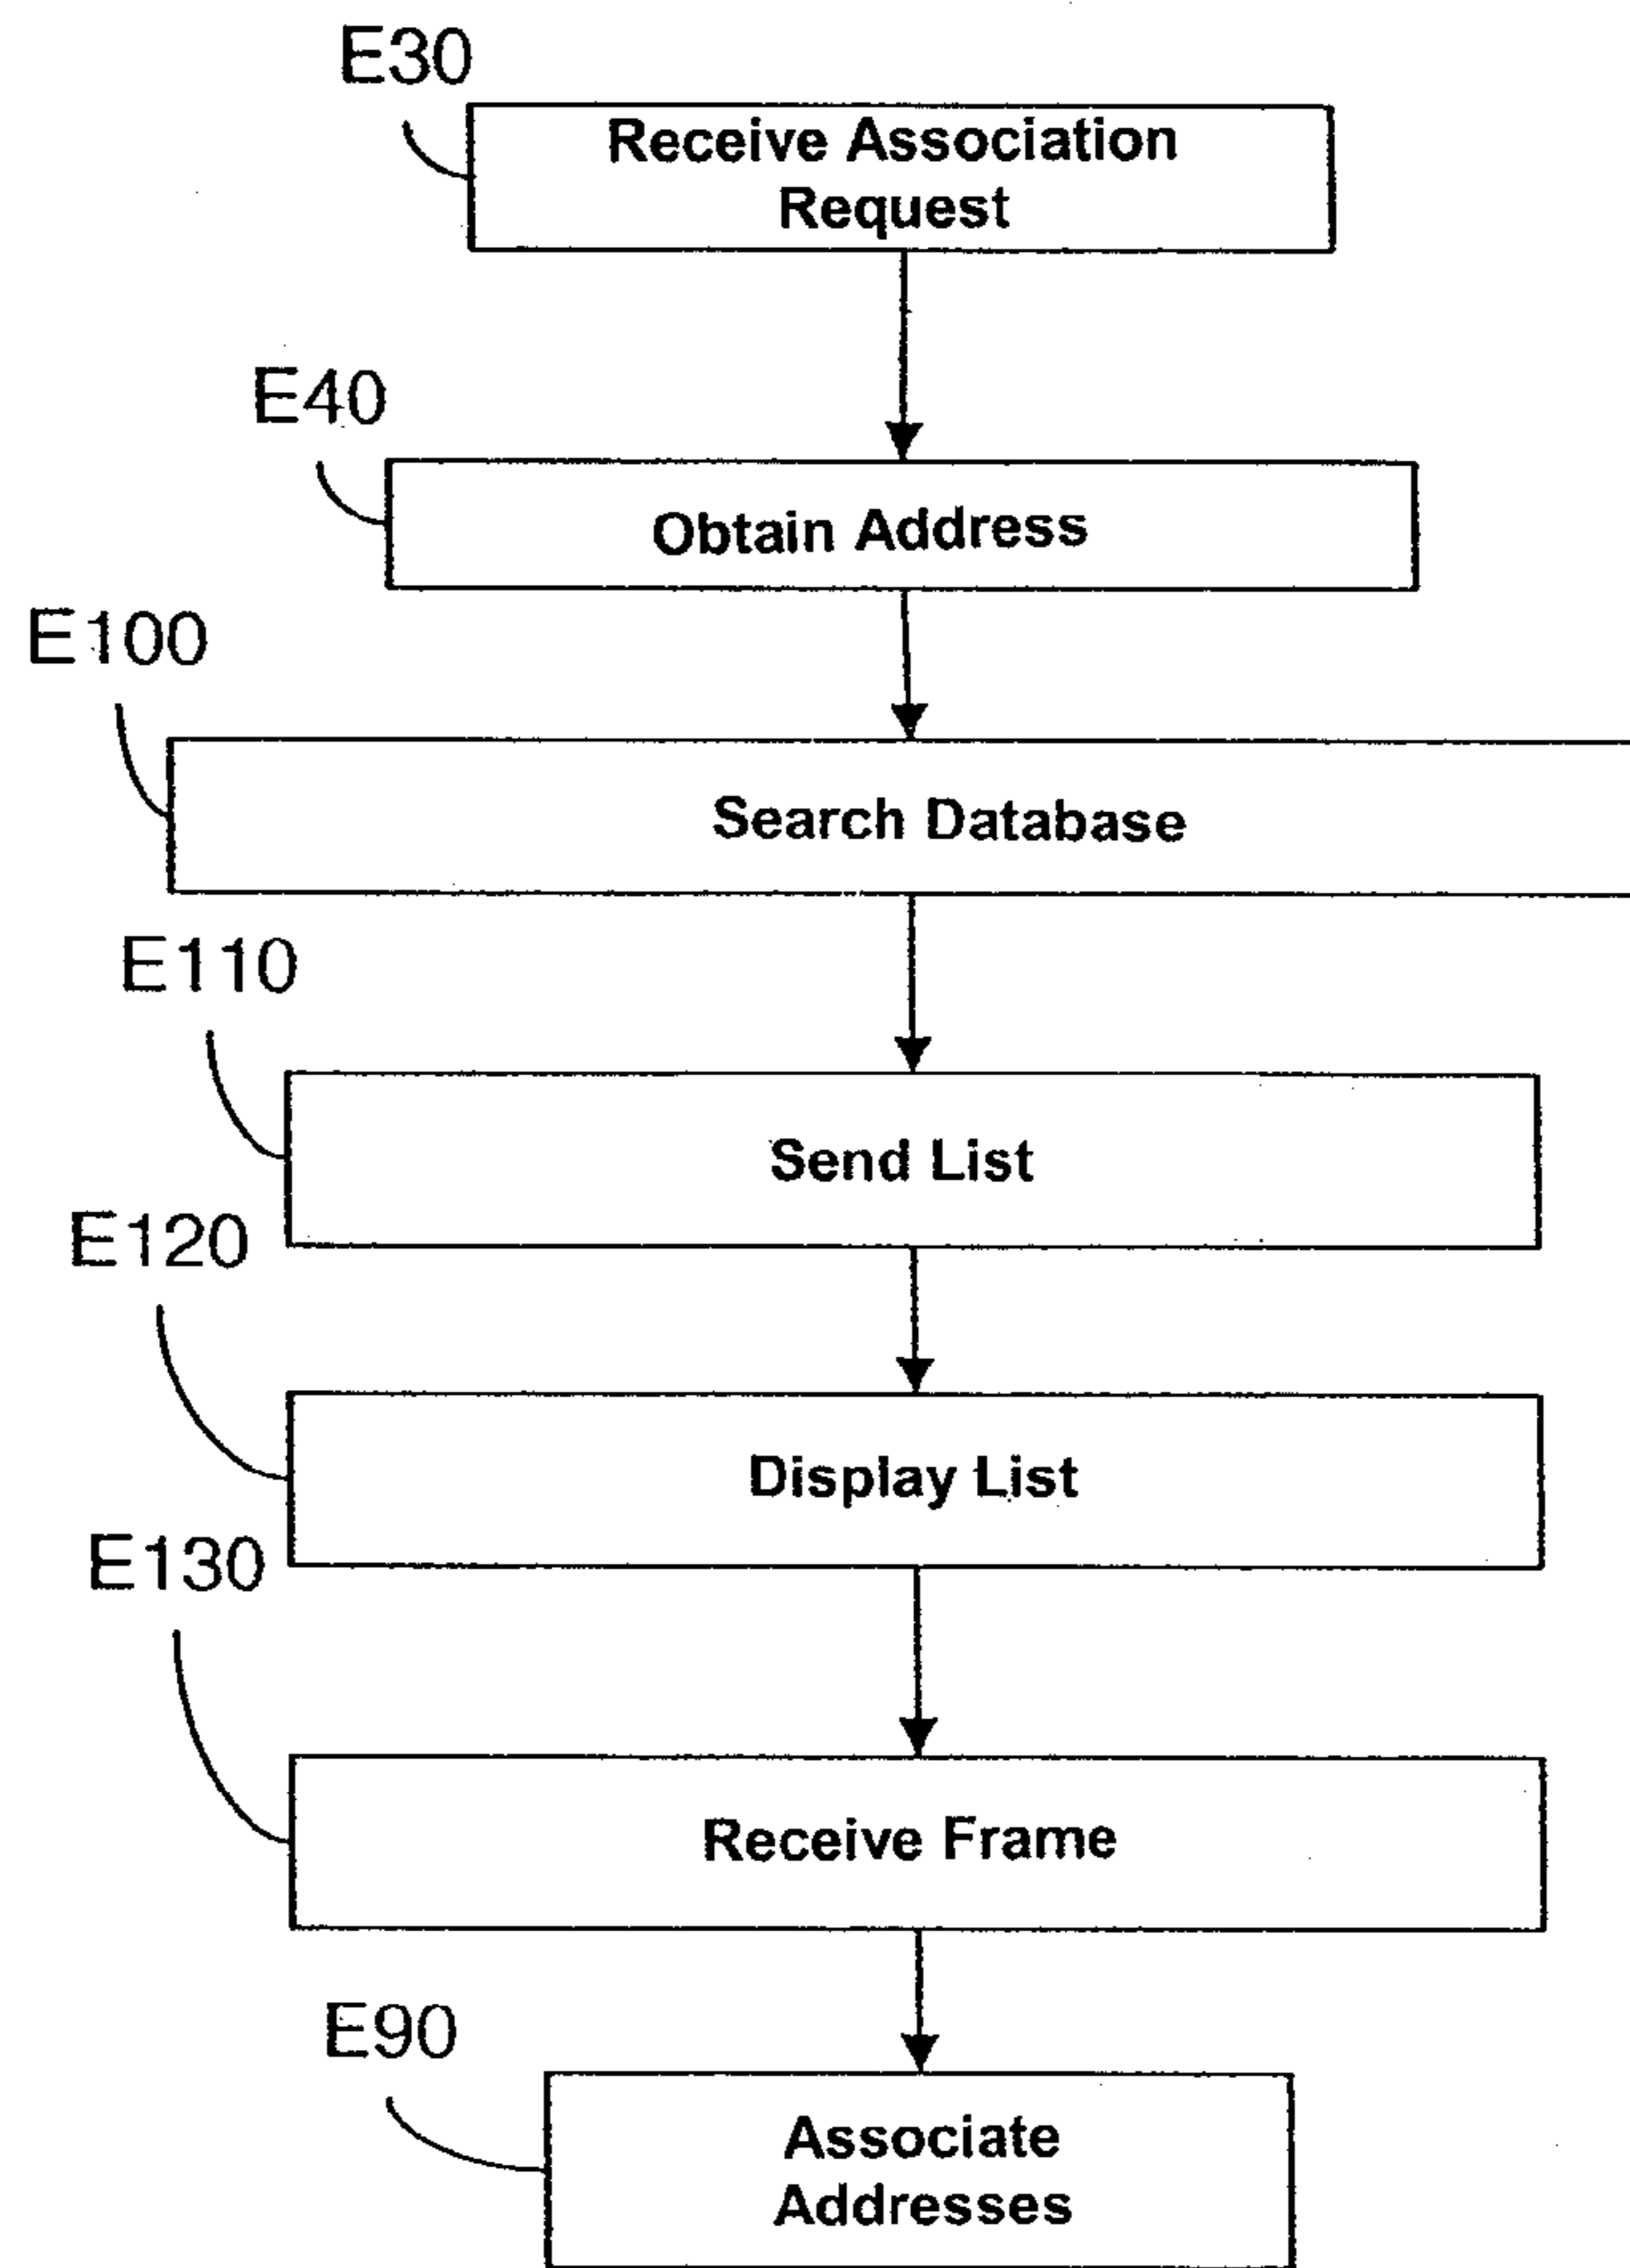 E30
Receive Association
Request
E40
Obtain Address
E100
Search Database
E110
Send List
E120
Display List
E130
Receive Frame
E90
Associate
Addresses